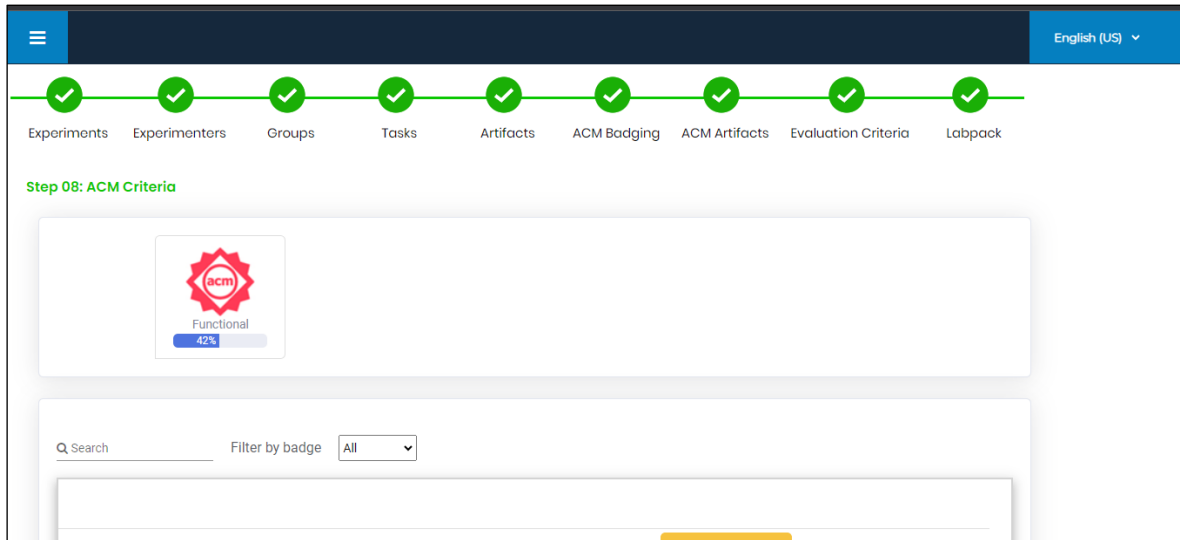 English (US)
Experiments Experimenters Groups Tasks Artifacts ACM Badging ACM Artifacts Evaluation Criteria Labpack
Step 08: ACM Criteria
acm
Functional
42%
Search Filter by badge All